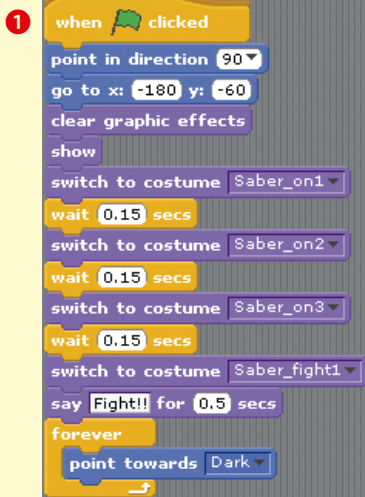 1
when clicked
point in direction 90
go to x: -180 y: -60
clear graphic effects
show
switch to costume Saber_on1
wait 0.15 secs
switch to costume Saber_on2
wait 0.15 secs
switch to costume Saber_on3
wait 0.15 secs
switch to costume Saber_fight1
say Fight!! for 0.5 secs
forever
point towards Dark